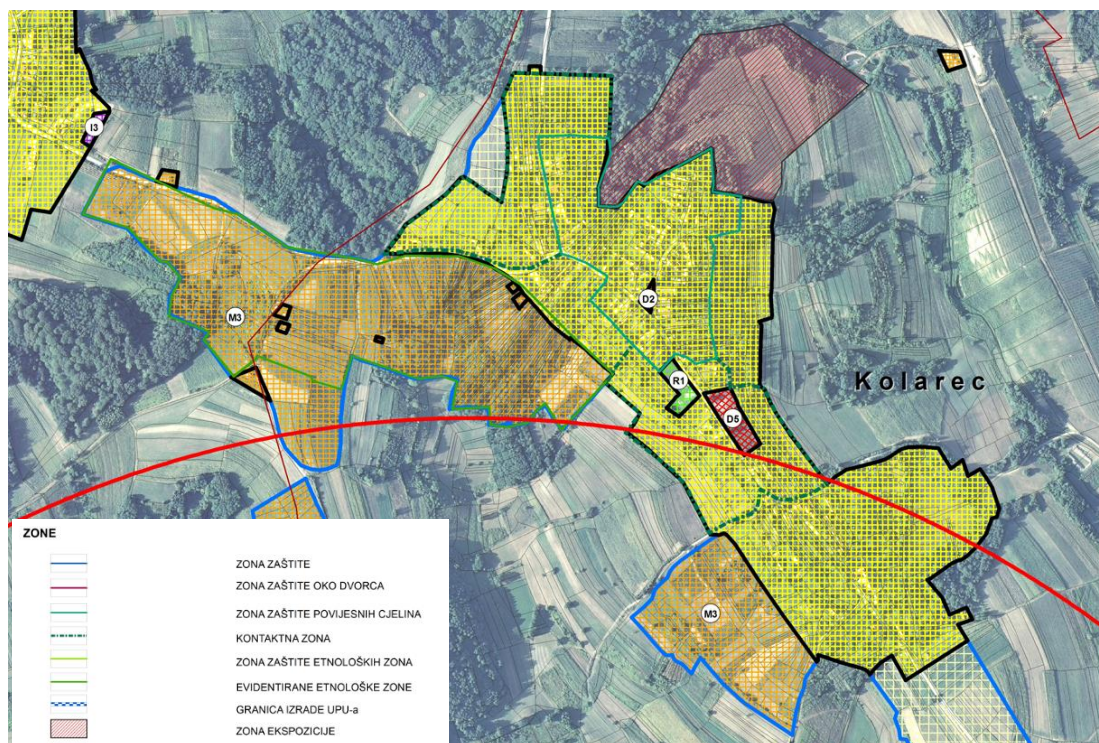 I3
M3
D2
R1
Kolarec
D5
M3
ZONE
ZONA ZAŠTITE
ZONA ZAŠTITE OKO DVORCA
ZONA ZAŠTITE POVIJESNIH CJELINA
KONTAKTNA ZONA
ZONA ZAŠTITE ETNOLOŠKIH ZONA
EVIDENTIRANE ETNOLOŠKE ZONE
GRANICA IZRADE UPU-a
ZONA EKSPOZICIJE